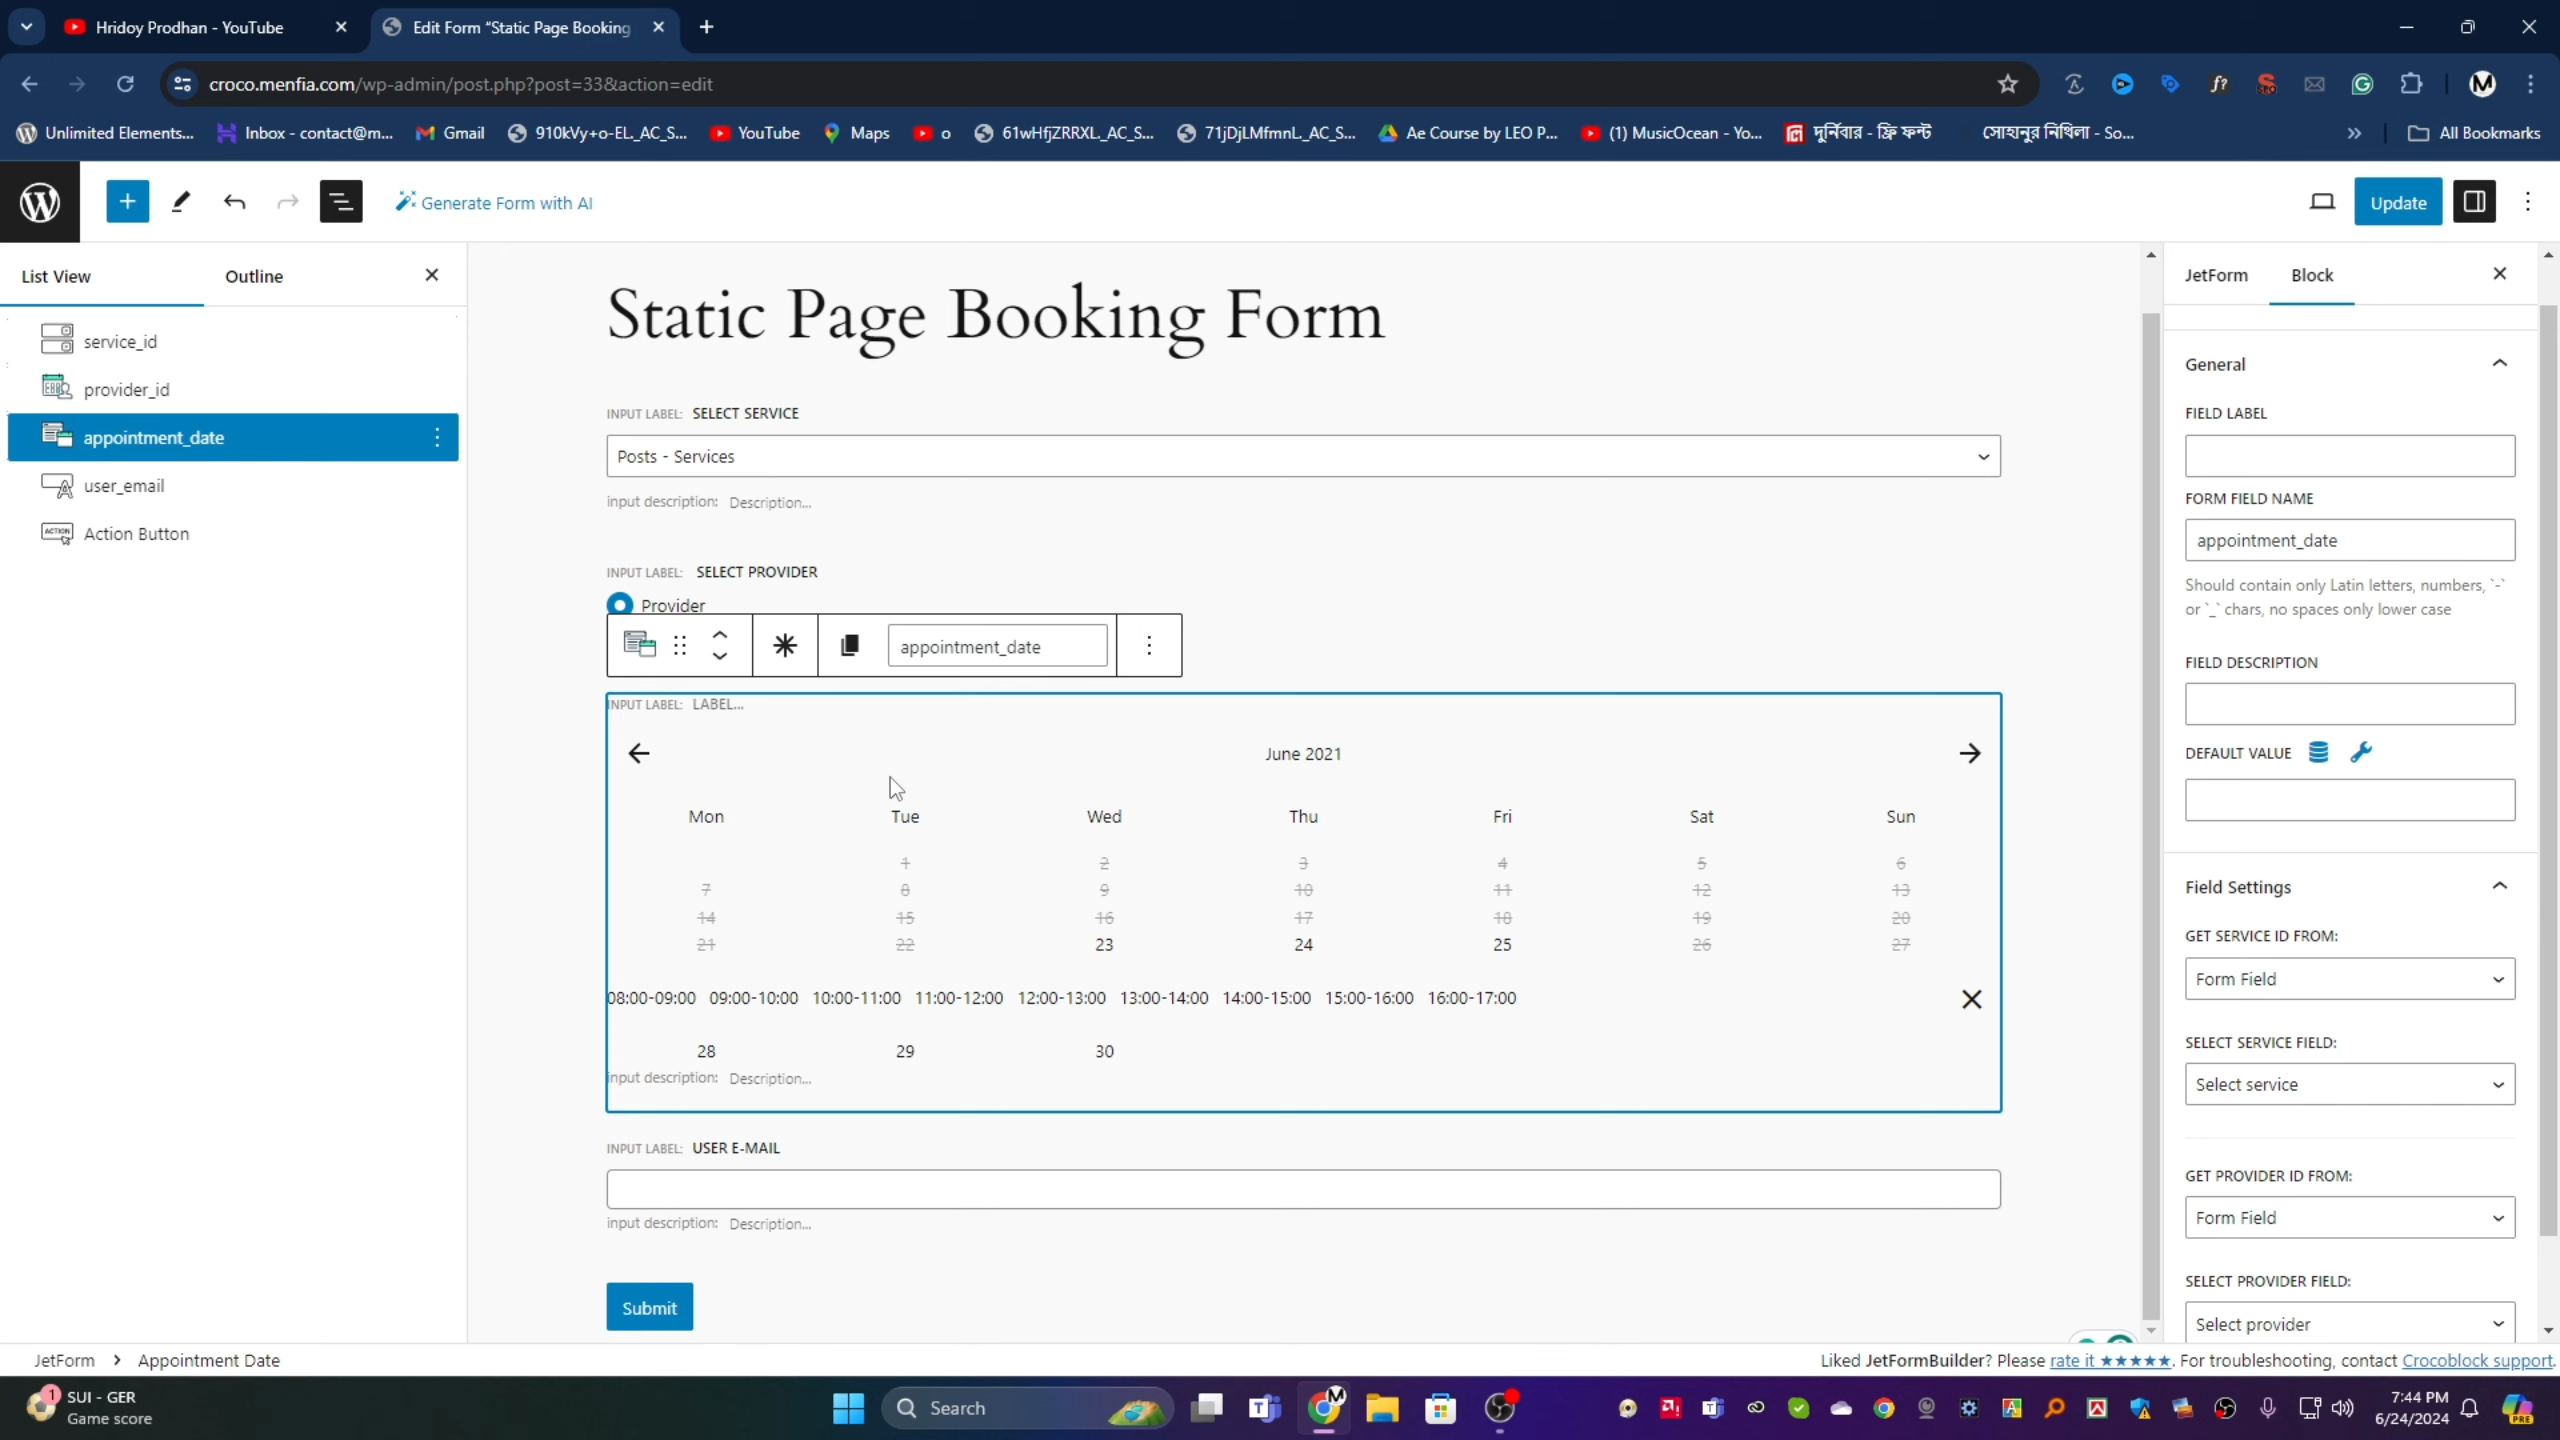 Hridoy Prodhan - YouTube
Edit Form "Static Page Booking
croco.menfia.com/wp-admin/post.php?post=33&action=edit
Unlimited Elements...
Inbox - contact@m...
Gmail
910kVy+o-EL._AC_S...
YouTube
Maps
o
61wHfjZRRXL._AC_S...
71jDjLMfmnL._AC_S...
Ae Course by LEO P...
(1) MusicOcean - Yo...
দুর্নিবার - ফ্রি ফন্ট
সোহানুর নিথিলা - So...
All Bookmarks
Generate Form with AI
Update
List View
Outline
service_id
provider_id
appointment_date
user_email
Action Button
Static Page Booking Form
INPUT LABEL: SELECT SERVICE
Posts - Services
input description: Description...
INPUT LABEL: SELECT PROVIDER
Provider
appointment_date
INPUT LABEL: LABEL...
June 2021
Mon Tue Wed Thu Fri Sat Sun
1 2 3 4 5 6
7 8 9 10 11 12 13
14 15 16 17 18 19 20
21 22 23 24 25 26 27
08:00-09:00 09:00-10:00 10:00-11:00 11:00-12:00 12:00-13:00 13:00-14:00 14:00-15:00 15:00-16:00 16:00-17:00
28 29 30
input description: Description...
INPUT LABEL: USER E-MAIL
input description: Description...
Submit
JetForm
Block
General
FIELD LABEL
FORM FIELD NAME
appointment_date
Should contain only Latin letters, numbers, `-`
or `_` chars, no spaces only lower case
FIELD DESCRIPTION
DEFAULT VALUE
Field Settings
GET SERVICE ID FROM:
Form Field
SELECT SERVICE FIELD:
Select service
GET PROVIDER ID FROM:
Form Field
SELECT PROVIDER FIELD:
Select provider
JetForm > Appointment Date
Liked JetFormBuilder? Please rate it ★★★★★. For troubleshooting, contact Crocoblock support.
1
SUI - GER
Game score
Search
7:44 PM
6/24/2024